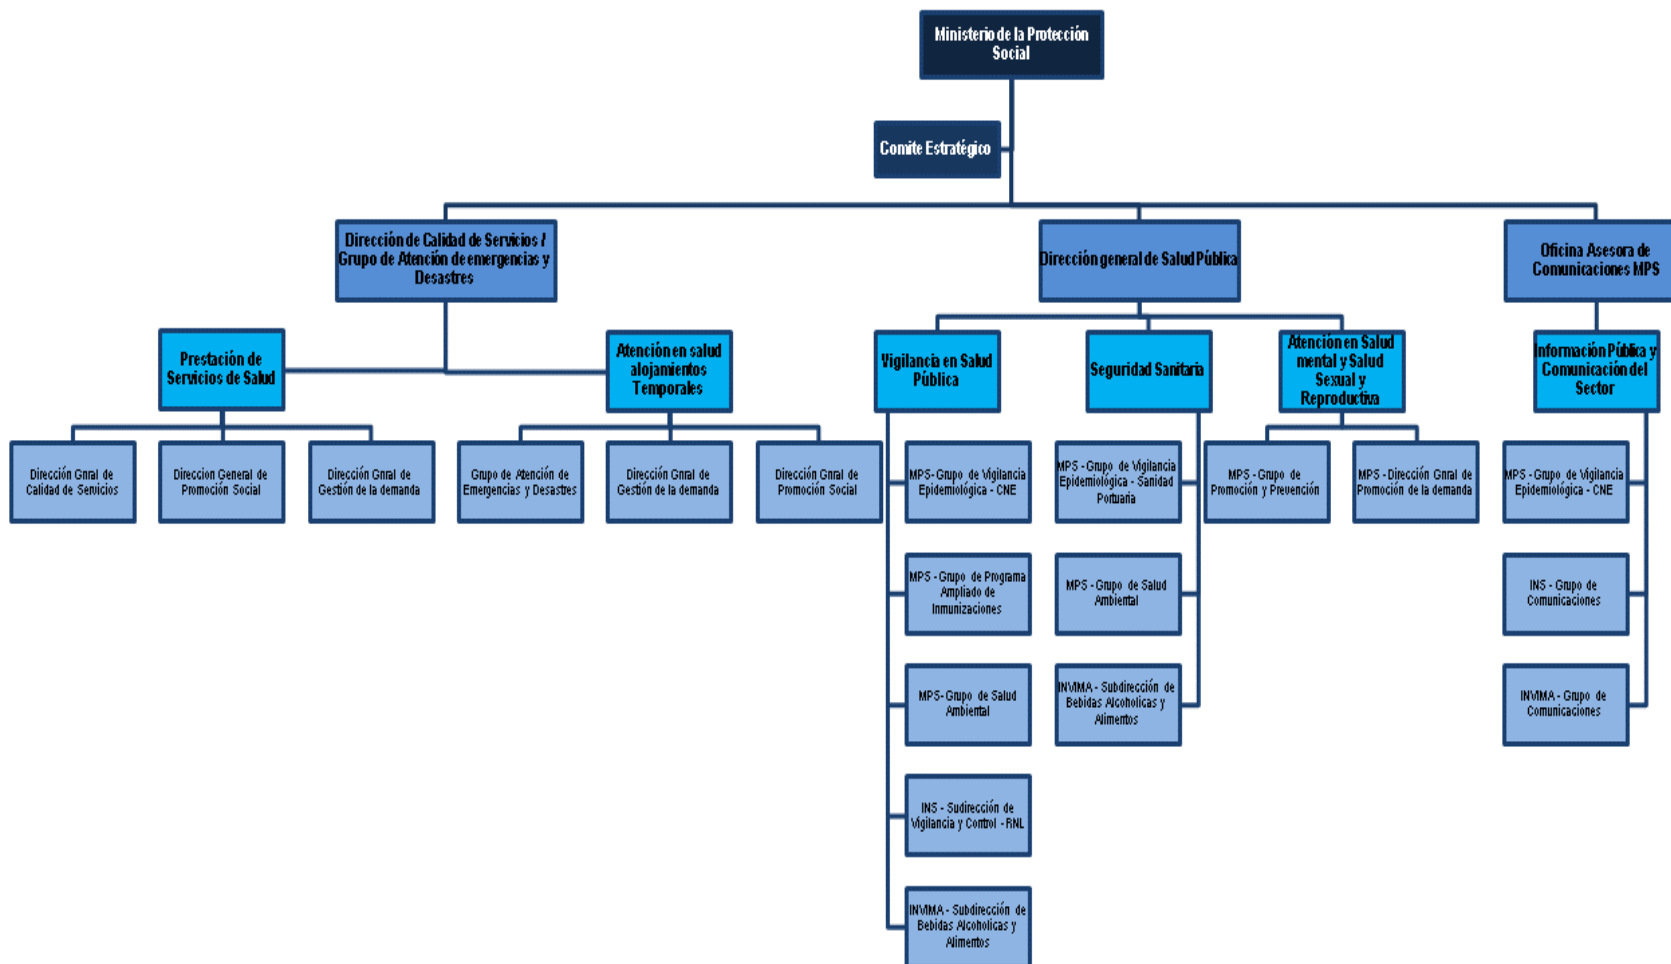 Ministerio de la Protección
Social
Comite Estratégico
Dirección de Calidad de Servicios /
Grupo de Atención de emergencias y
Desastres
Dirección general de Salud Pública
Oficina Asesora de
Comunicaciones MPS
Prestación de
Servicios de Salud
Atención en salud
alojamientos
Temporales
Vigilancia en Salud
Pública
Seguridad Sanitaria
Atención en Salud
mental y Salud
Sexual y
Reproductiva
Información Pública y
Comunicación del
Sector
Dirección Gnral de
Calidad de Servicios
Direccion General de
Promoción Social
Dirección Gnral de
Gestión de la demanda
Grupo de Atención de
Emergencias y Desastres
Dirección Gnral de
Gestión de la demanda
Dirección Gnral de
Promoción Social
MPS- Grupo de Vigilancia
Epidemiológica - CNE
MPS - Grupo de Vigilancia
Epidemiológica - Sanidad
Portuaria
MPS - Grupo de
Promoción y Prevención
MPS - Dirección Gnral de
Promoción de la demanda
MPS - Grupo de Vigilancia
Epidemiológica - CNE
MPS - Grupo de Programa
Ampliado de
Inmunizaciones
MPS - Grupo de Salud
Ambiental
INS - Grupo de
Comunicaciones
MPS- Grupo de Salud
Ambiental
INVIMA - Subdirección de
Bebidas Alcoholicas y
Alimentos
INVIMA - Grupo de
Comunicaciones
INS - Sudirección de
Vigilancia y Control - RNL
INVIMA - Subdirección de
Bebidas Alcoholicas y
Alimentos